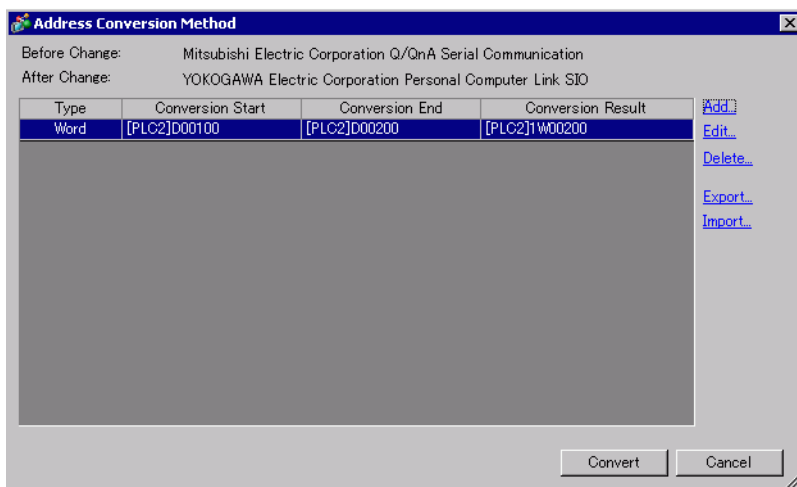 Address Conversion Method
Before Change: Mitsubishi Electric Corporation Q/QnA Serial Communication
After Change: YOKOGAWA Electric Corporation Personal Computer Link SIO
Type Conversion Start Conversion End Conversion Result
Word [PLC2]D00100 [PLC2]D00200 [PLC2]1W00200
Add...
Edit...
Delete...
Export...
Import...
Convert Cancel